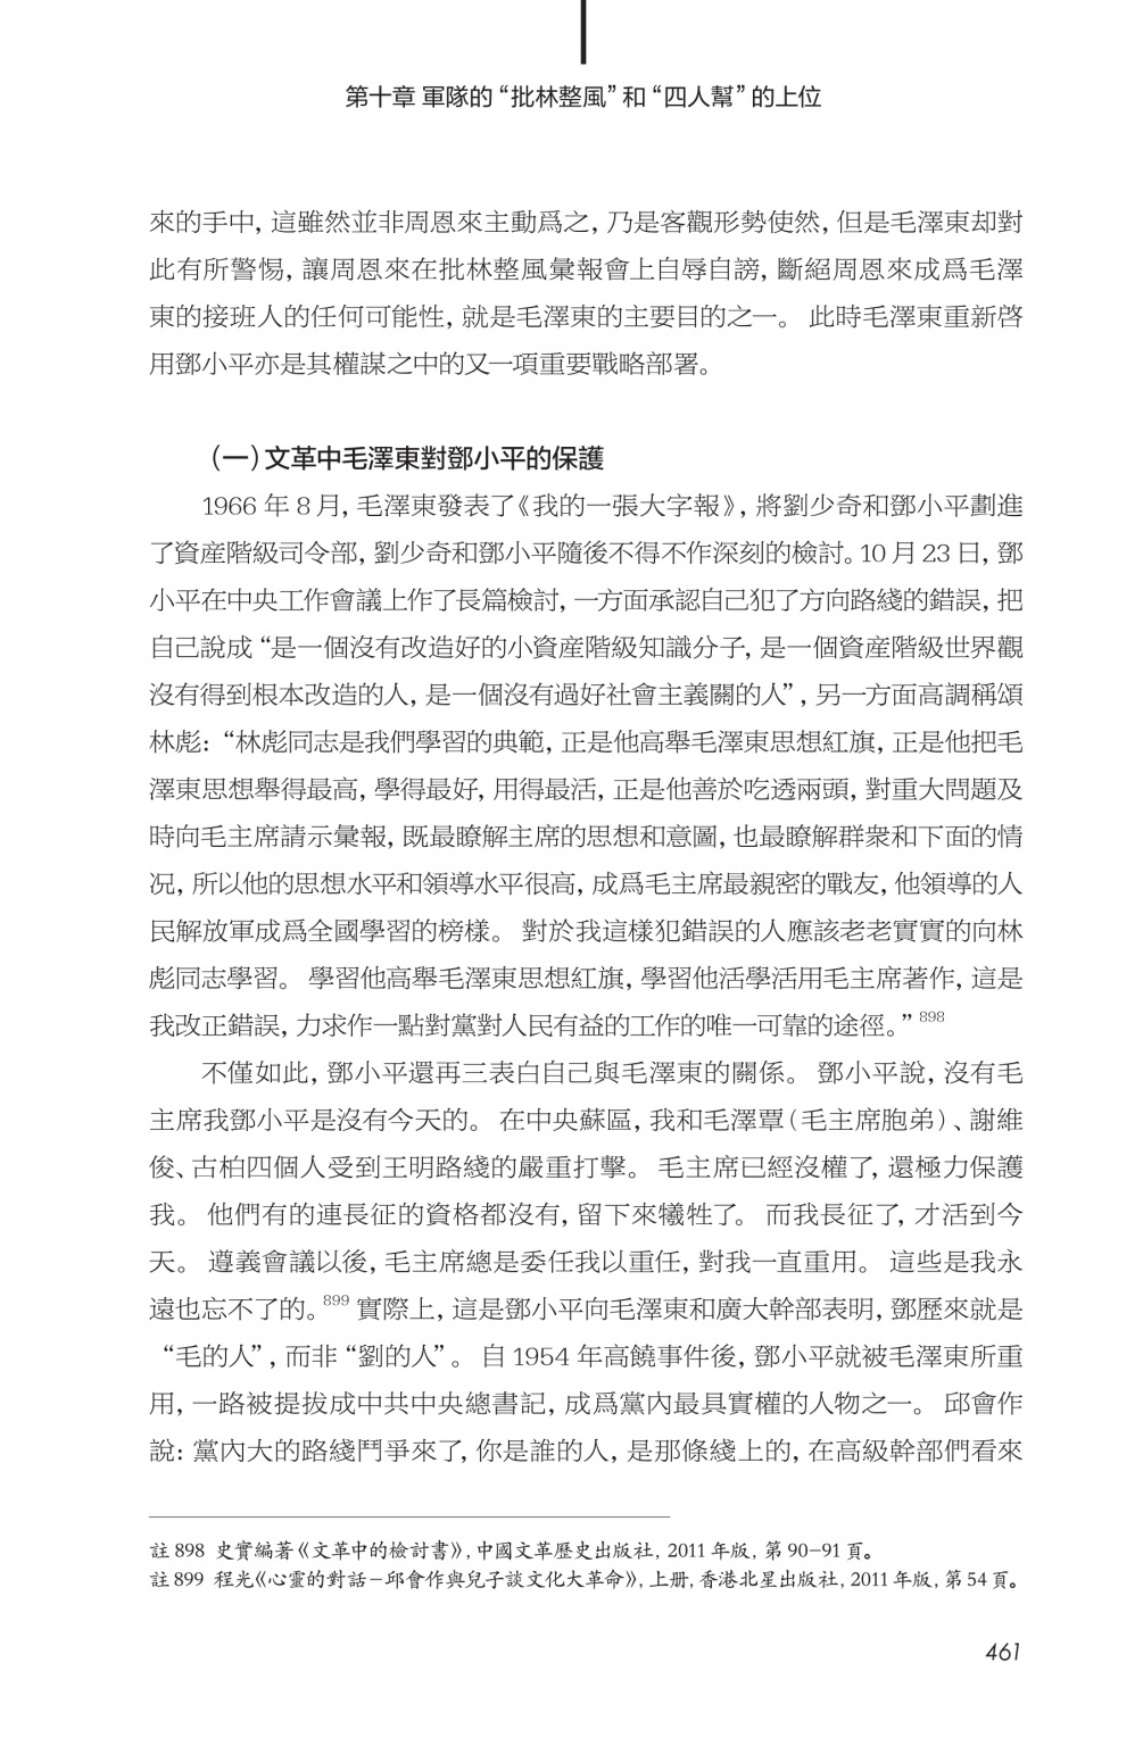 第十章 軍隊的“批林整風”和“四人幫”的上位
來的手中, 這雖然並非周恩來主動爲之, 乃是客觀形勢使然, 但是毛澤東却對
此有所警惕, 讓周恩來在批林整風彙報會上自辱自謗, 斷絕周恩來成爲毛澤
東的接班人的任何可能性, 就是毛澤東的主要目的之一。 此時毛澤東重新啓
用鄧小平亦是其權謀之中的又一項重要戰略部署。
（一）文革中毛澤東對鄧小平的保護
1966 年 8 月, 毛澤東發表了《我的一張大字報》, 將劉少奇和鄧小平劃進
了資産階級司令部, 劉少奇和鄧小平隨後不得不作深刻的檢討。10 月 23 日, 鄧
小平在中央工作會議上作了長篇檢討, 一方面承認自己犯了方向路綫的錯誤, 把
自己說成“是一個沒有改造好的小資産階級知識分子, 是一個資産階級世界觀
沒有得到根本改造的人, 是一個沒有過好社會主義關的人”, 另一方面高調稱頌
林彪: “林彪同志是我們學習的典範, 正是他高舉毛澤東思想紅旗, 正是他把毛
澤東思想舉得最高, 學得最好, 用得最活, 正是他善於吃透兩頭, 對重大問題及
時向毛主席請示彙報, 既最瞭解主席的思想和意圖, 也最瞭解群衆和下面的情
況, 所以他的思想水平和領導水平很高, 成爲毛主席最親密的戰友, 他領導的人
民解放軍成爲全國學習的榜樣。 對於我這樣犯錯誤的人應該老老實實的向林
彪同志學習。 學習他高舉毛澤東思想紅旗, 學習他活學活用毛主席著作, 這是
我改正錯誤, 力求作一點對黨對人民有益的工作的唯一可靠的途徑。” 898
不僅如此, 鄧小平還再三表白自己與毛澤東的關係。 鄧小平說, 沒有毛
主席我鄧小平是沒有今天的。 在中央蘇區, 我和毛澤覃（毛主席胞弟）、謝維
俊、古柏四個人受到王明路綫的嚴重打擊。 毛主席已經沒權了, 還極力保護
我。 他們有的連長征的資格都沒有, 留下來犧牲了。 而我長征了, 才活到今
天。 遵義會議以後, 毛主席總是委任我以重任, 對我一直重用。 這些是我永
遠也忘不了的。899 實際上, 這是鄧小平向毛澤東和廣大幹部表明, 鄧歷來就是
“毛的人”, 而非“劉的人”。 自 1954 年高饒事件後, 鄧小平就被毛澤東所重
用, 一路被提拔成中共中央總書記, 成爲黨內最具實權的人物之一。 邱會作
說: 黨內大的路綫鬥爭來了, 你是誰的人, 是那條綫上的, 在高級幹部們看來
註 898 史實編著《文革中的檢討書》, 中國文革歷史出版社, 2011 年版, 第 90-91 頁。
註 899 程光《心靈的對話－邱會作與兒子談文化大革命》, 上册, 香港北星出版社, 2011 年版, 第 54 頁。
461